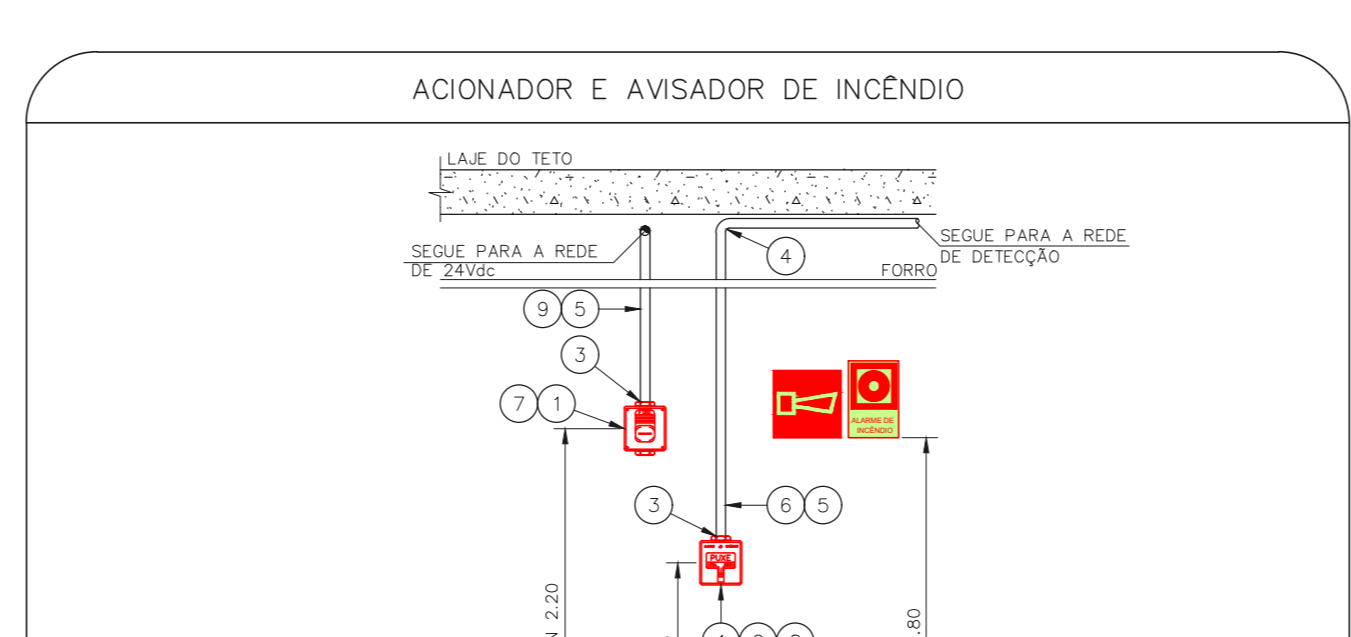 ACIONADOR E AVISADOR DE INCÊNDIO
LAJE DO TETO
SEGUE PARA A REDE
DE 24Vdc
SEGUE PARA A REDE
DE DETECÇÃO
4
FORRO
9 5
3
7 1
ALARME DE
INCÊNDIO
3
6 5
PUXE
2.20
.80